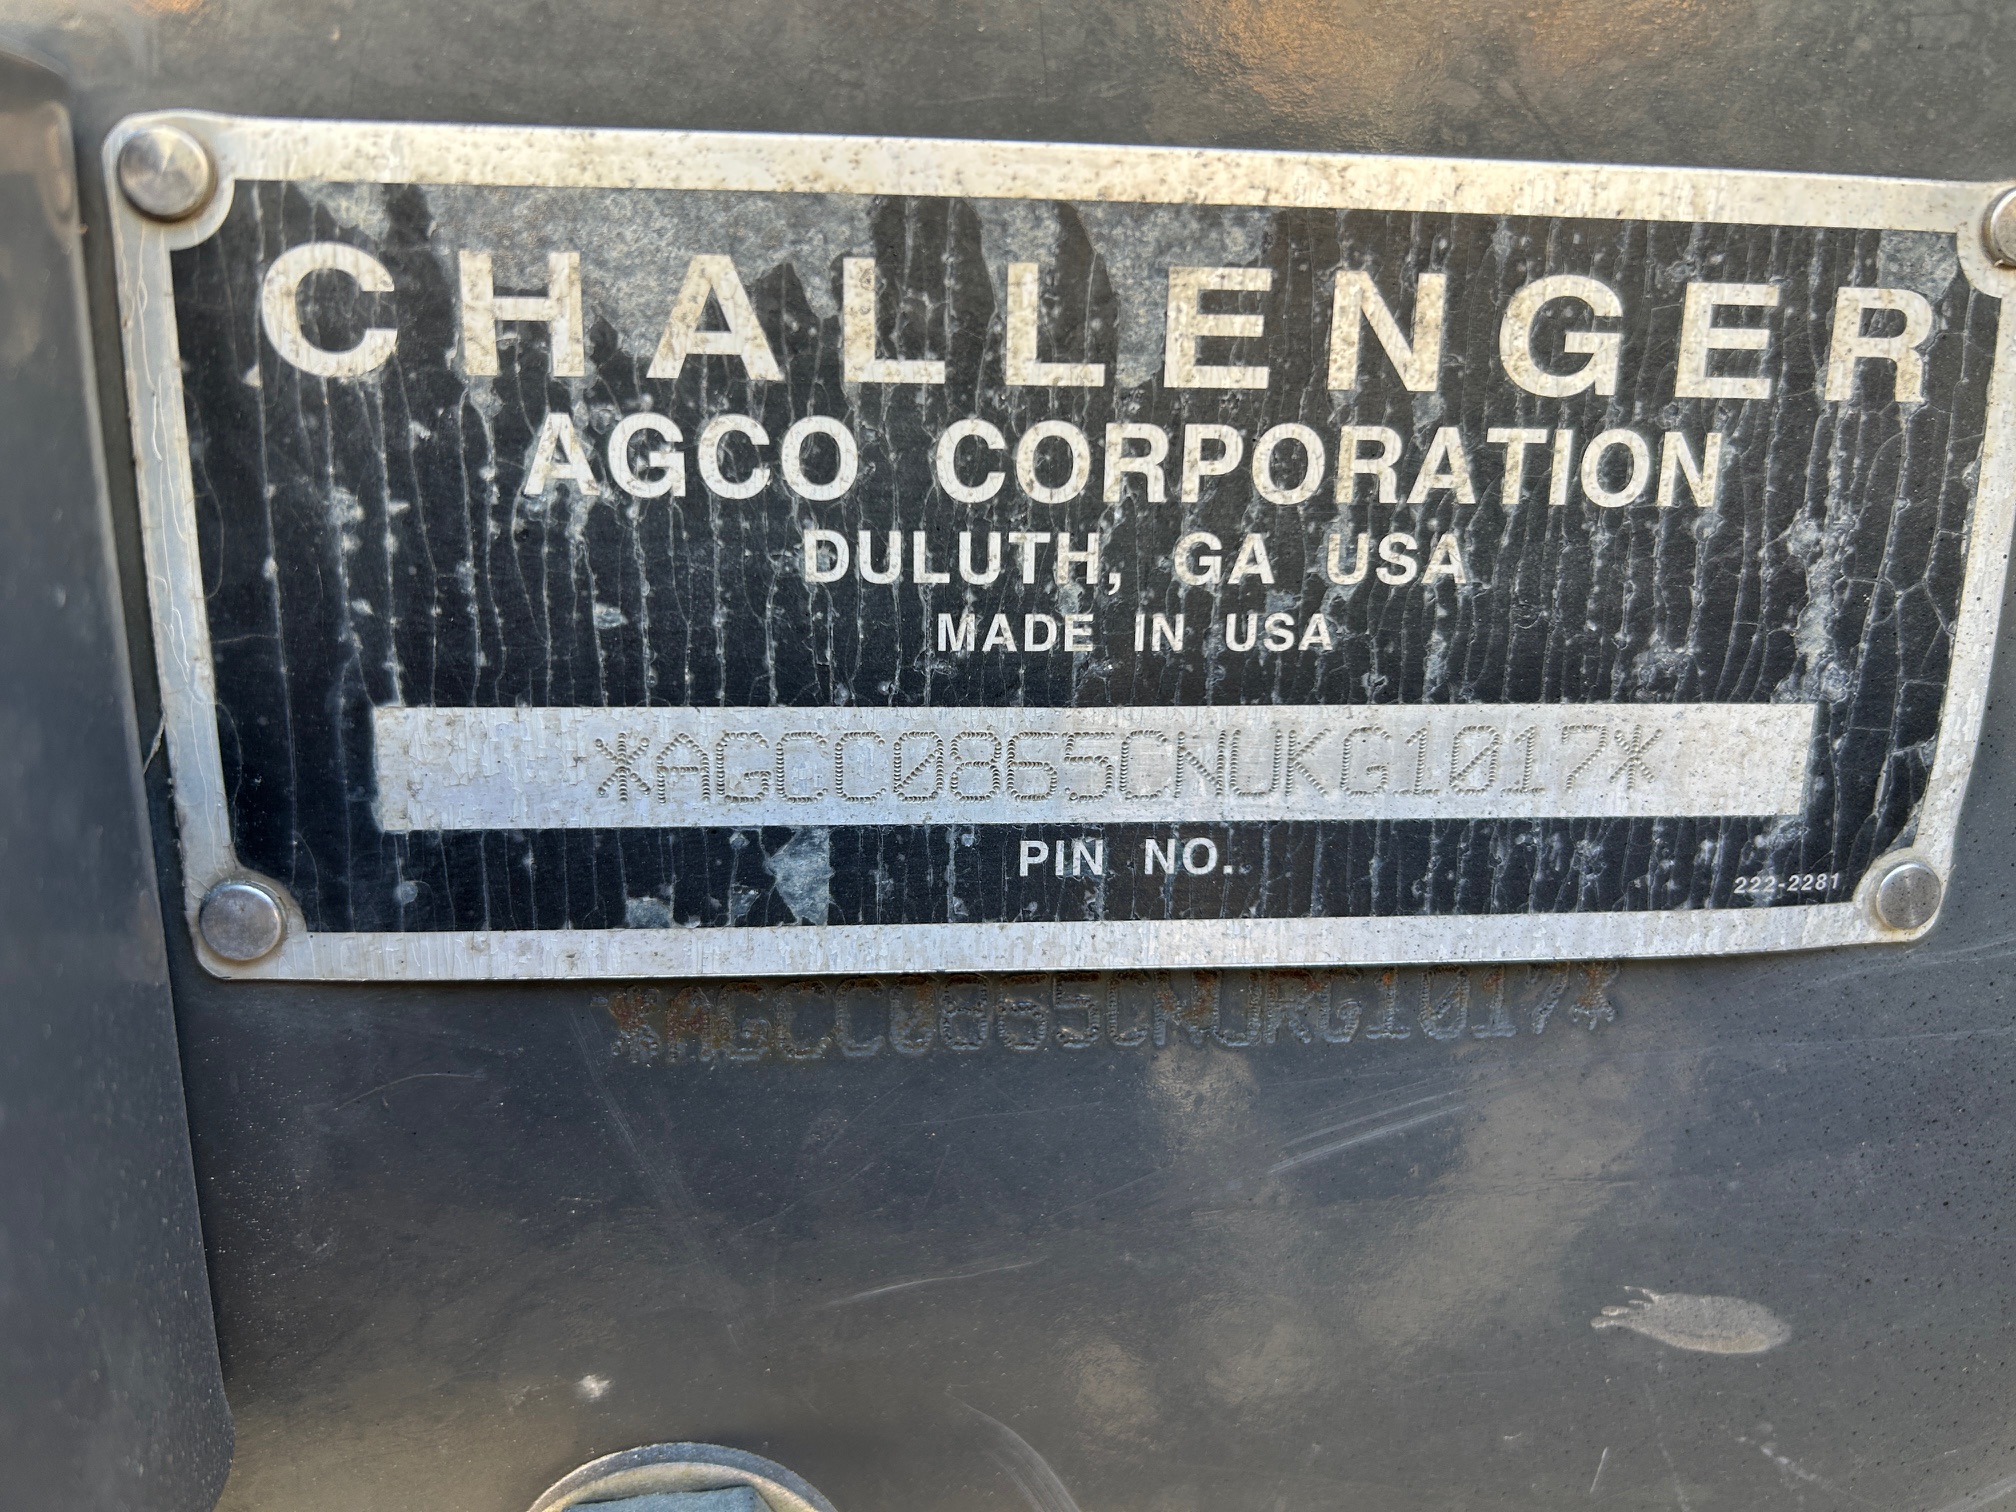 CHALLENGER
AGCO CORPORATION
DULUTH, GA USA
MADE IN USA
*AGCC0865CNUKG1017*
PIN NO.
222-2281
*AGCC0865CNUKG1017*